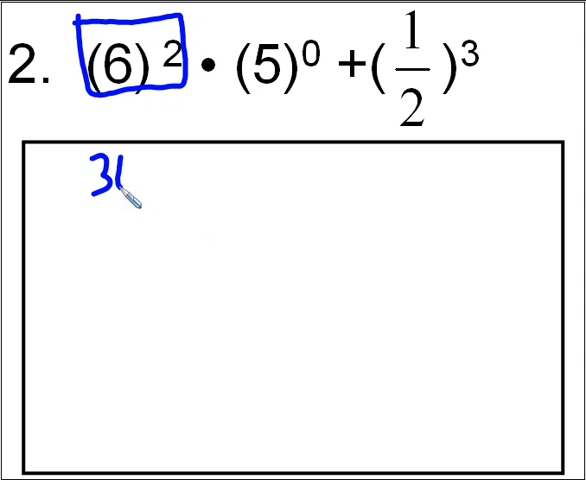 2. (6)² • (5)⁰ + (1/2)³
3